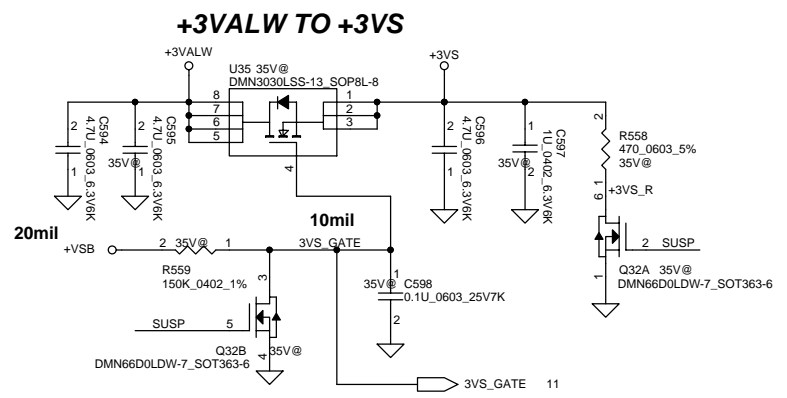 +3VALW TO +3VS
+3VALW
+3VS
U35 35V@
DMN3030LSS-13_SOP8L-8
8
7
6
5
1
2
3
4
2
1
C594
4.7U_0603_6.3V6K
2
35V@
1
C595
4.7U_0603_6.3V6K
2
35V@
1
C596
4.7U_0603_6.3V6K
1
35V@
2
C597
1U_0402_6.3V6K
2
R558
470_0603_5%
35V@
1
+3VS_R
6
2
SUSP
1
Q32A 35V@
DMN66D0LDW-7_SOT363-6
20mil
10mil
+VSB
2
35V@
1
3VS_GATE
R559
150K_0402_1%
3
SUSP
5
4
Q32B
35V@
DMN66D0LDW-7_SOT363-6
35V@
1
C598
0.1U_0603_25V7K
2
3VS_GATE 11